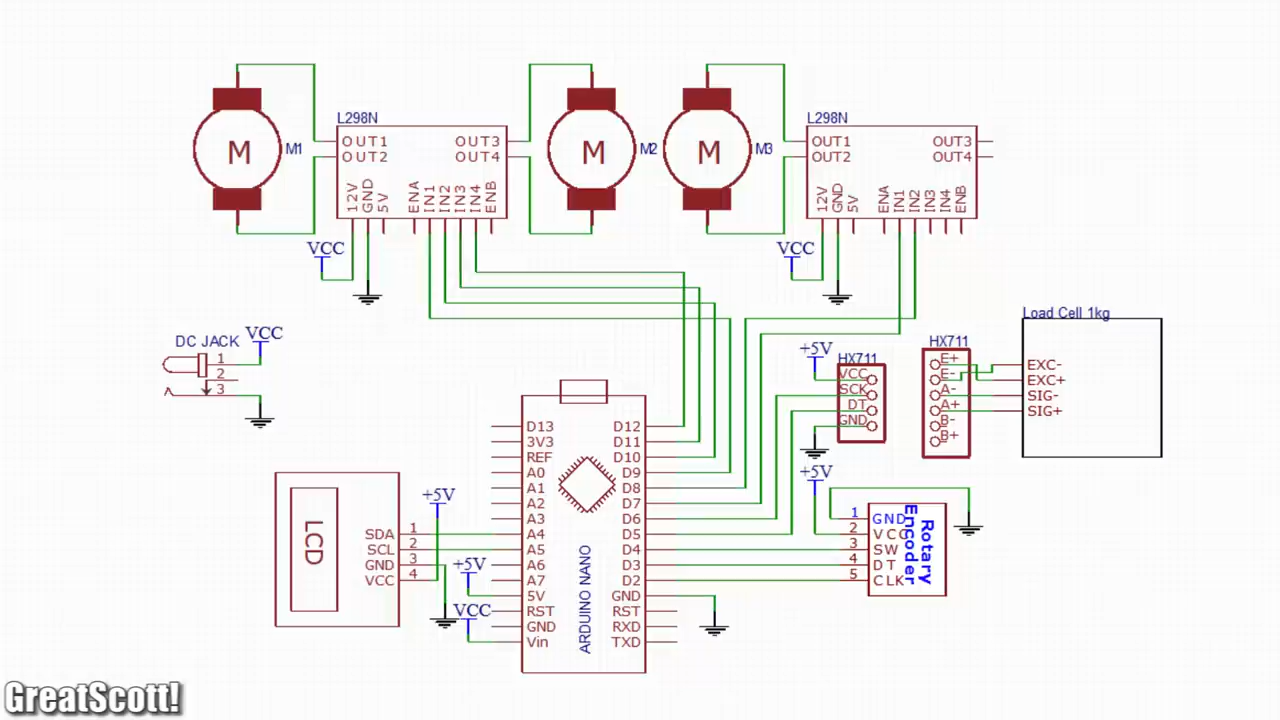 L298N
L298N
M
M1
OUT1
OUT2
OUT3
OUT4
12V
GND
5V
ENA
IN1
IN2
IN3
IN4
ENB
M
M2
M
M3
OUT1
OUT2
OUT3
OUT4
12V
GND
5V
ENA
IN1
IN2
IN3
IN4
ENB
VCC
VCC
DC JACK
VCC
1
2
3
Load Cell 1kg
+5V
HX711
VCC
SCK
DT
GND
HX711
E+
E-
A-
A+
B-
B+
EXC-
EXC+
SIG-
SIG+
LCD
SDA 1
SCL 2
GND 3
VCC 4
+5V
+5V
VCC
D13
3V3
REF
A0
A1
A2
A3
A4
A5
A6
A7
5V
RST
GND
Vin
ARDUINO NANO
D12
D11
D10
D9
D8
D7
D6
D5
D4
D3
D2
GND
RST
RXD
TXD
+5V
1 GND
2 VCC
3 SW
4 DT
5 CLK
Rotary
Encoder
GreatScott!